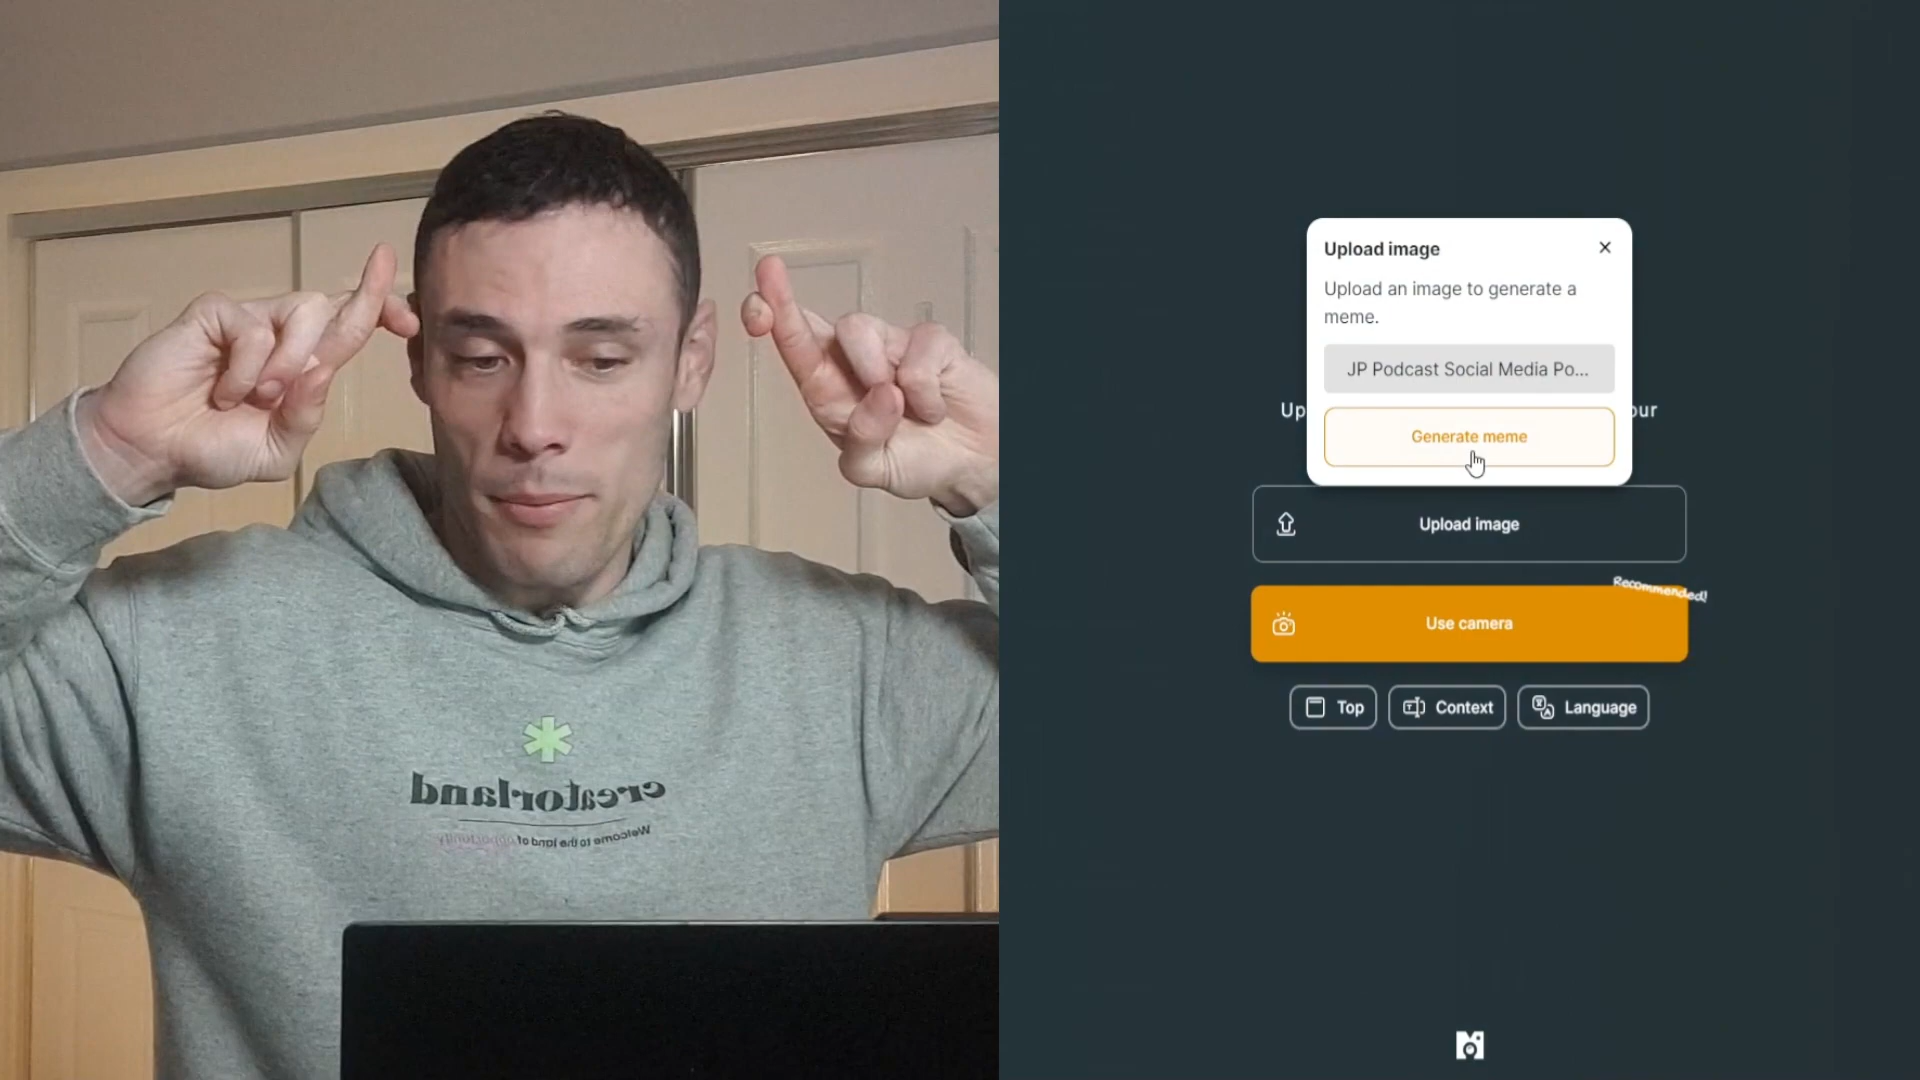 creatorland
Welcome to the land of opportunity
Upload image
Upload an image to generate a
meme.
JP Podcast Social Media Po...
Up
our
Generate meme
Upload image
Recommended!
Use camera
Top
Context
Language